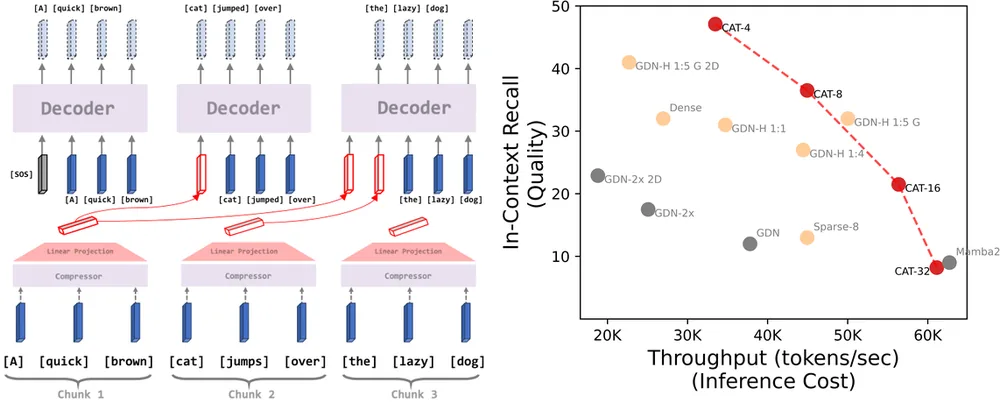 [A] [quick] [brown]
[cat] [jumped] [over]
[the] [lazy] [dog]
Decoder
Decoder
Decoder
[SOS]
[A] [quick] [brown]
[cat] [jumped] [over]
[the] [lazy] [dog]
Linear Projection
Linear Projection
Linear Projection
Compressor
Compressor
Compressor
[A] [quick] [brown]
[cat] [jumps] [over]
[the] [lazy] [dog]
Chunk 1
Chunk 2
Chunk 3
In-Context Recall
(Quality)
50
40
30
20
10
CAT-4
GDN-H 1:5 G 2D
CAT-8
Dense
GDN-H 1:1
GDN-H 1:5 G
GDN-H 1:4
GDN-2x 2D
CAT-16
GDN-2x
Sparse-8
GDN
Mamba2
CAT-32
20K
30K
40K
50K
60K
Throughput (tokens/sec)
(Inference Cost)